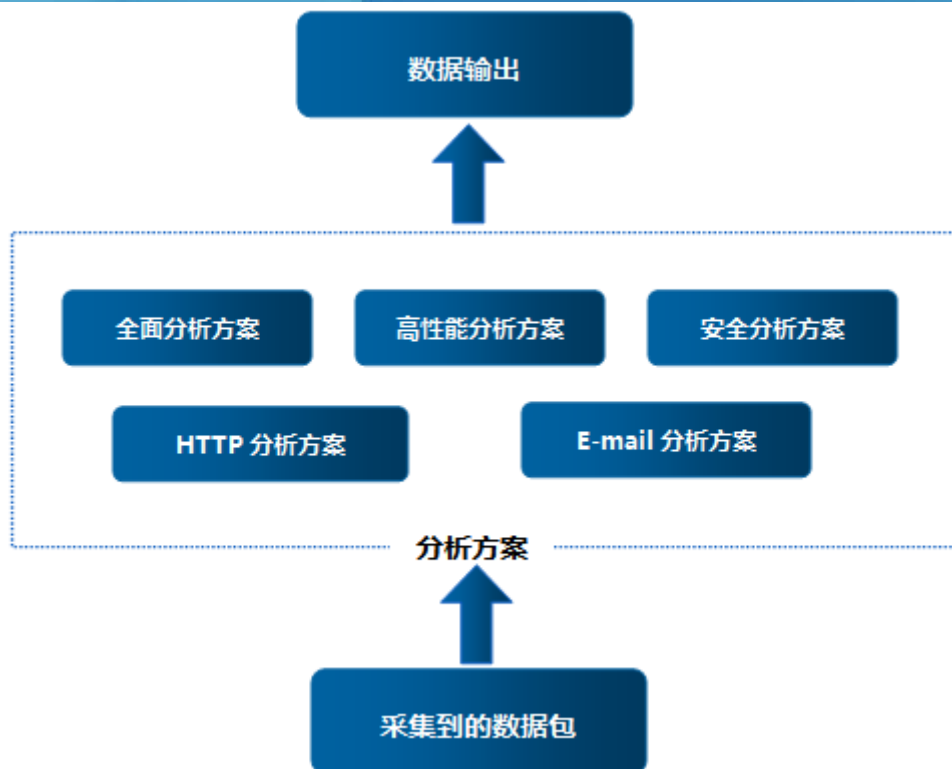 数据输出
全面分析方案
高性能分析方案
安全分析方案
HTTP 分析方案
E-mail 分析方案
分析方案
采集到的数据包